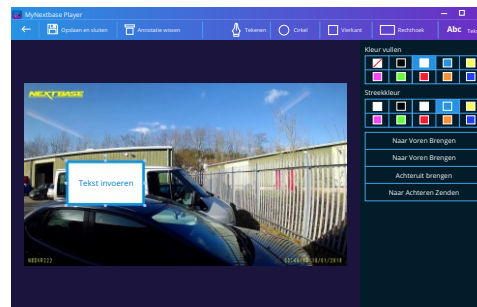 MyNextbase Player
Opslaan en sluiten
Annotatie wissen
Tekenen
Cirkel
Vierkant
Rechthoek
Abc
Kleur vullen
NEXTBASE
Streekkleur
Naar Voren Brengen
Naar Voren Brengen
Tekst invoeren
Achteruit brengen
Naar Achteren Zenden